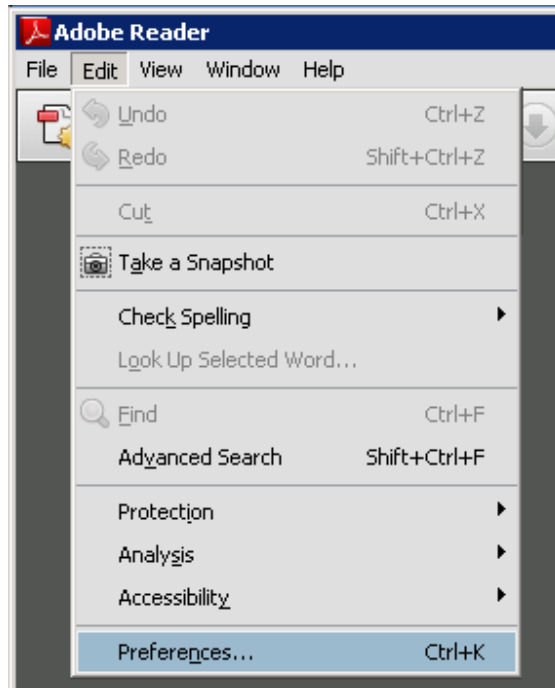 Adobe Reader
File Edit View Window Help
Undo Ctrl+Z
Redo Shift+Ctrl+Z
Cut Ctrl+X
Take a Snapshot
Check Spelling
Look Up Selected Word...
Find Ctrl+F
Advanced Search Shift+Ctrl+F
Protection
Analysis
Accessibility
Preferences... Ctrl+K